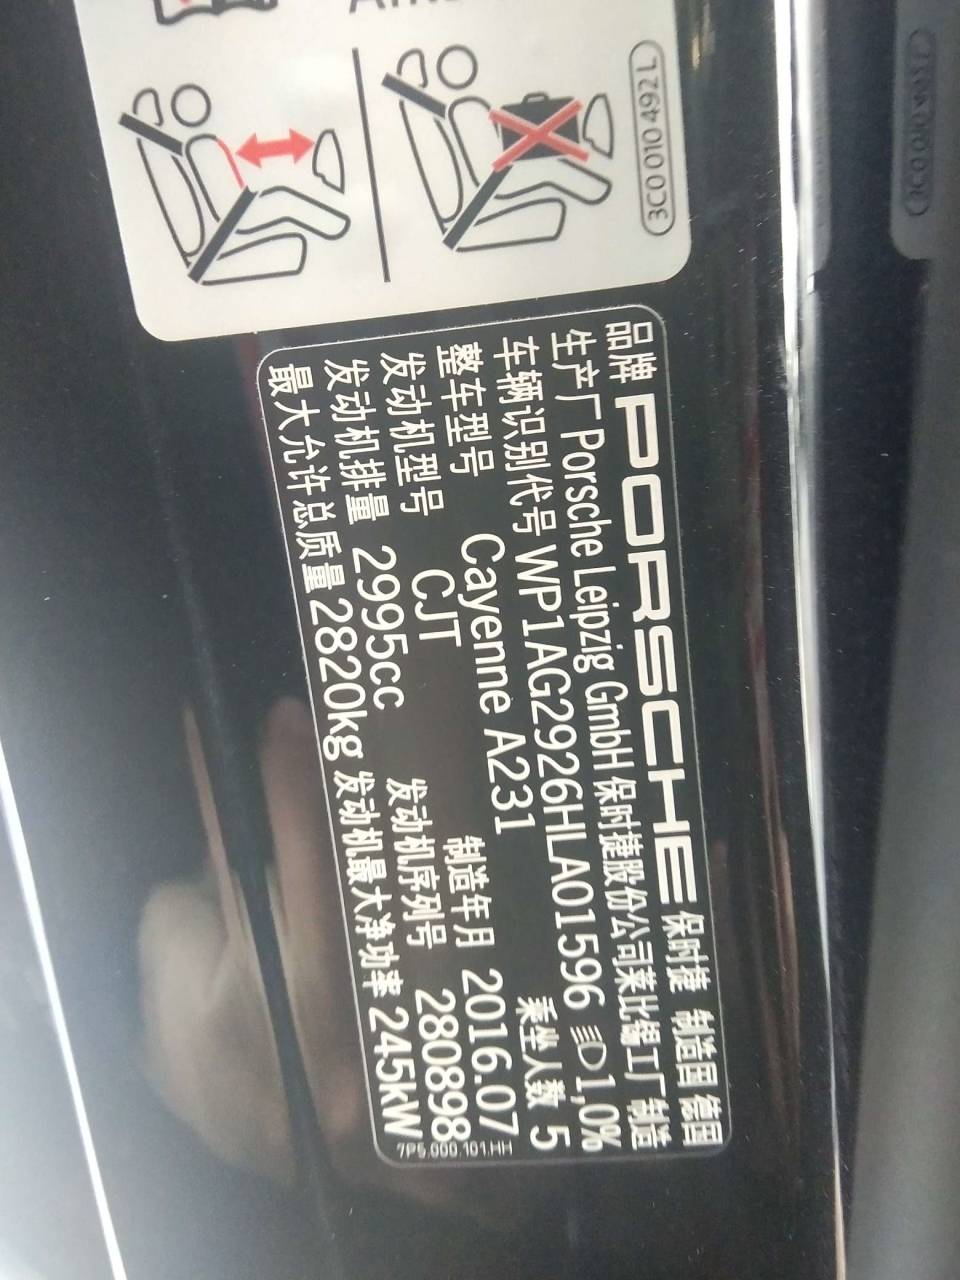 3C0 010 492 L
品牌 PORSCHE 保时捷 制造国 德国
生产厂 Porsche Leipzig GmbH 保时捷股份公司莱比锡工厂 制造
车辆识别代号 WP1AG2926HLA01596 1,0%
整车型号 Cayenne A231 乘坐人数 5
发动机型号 CJT 制造年月 2016.07
发动机排量 2995cc 发动机序列号 280898
最大允许总质量 2820kg 发动机最大净功率 245kW
7P5.000.101.HH